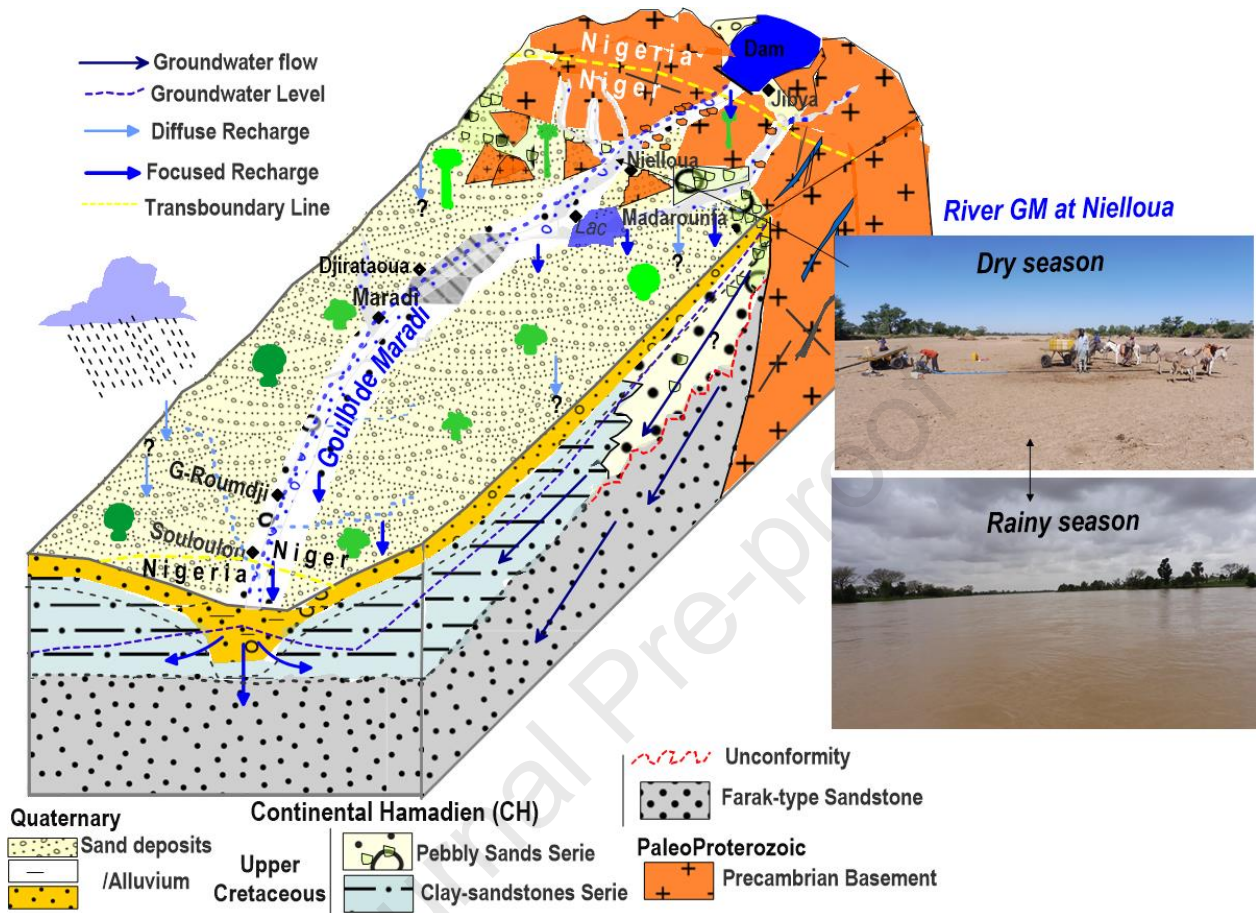 Groundwater flow
Groundwater Level
Diffuse Recharge
Focused Recharge
Transboundary Line
Nigeria
Niger
Dam
Jibya
Nielloua
Madarounfa
Lac
Djirataoua
Maradi
Goulbi de Maradi
G-Roumdji
Souloulou
Niger
Nigeria
?
?
?
?
?
?
River GM at Nielloua
Dry season
Rainy season
Journal Pre-proof
Unconformity
Farak-type Sandstone
Continental Hamadien (CH)
Quaternary
Sand deposits
/Alluvium
Upper
Cretaceous
Pebbly Sands Serie
Clay-sandstones Serie
PaleoProterozoic
Precambrian Basement